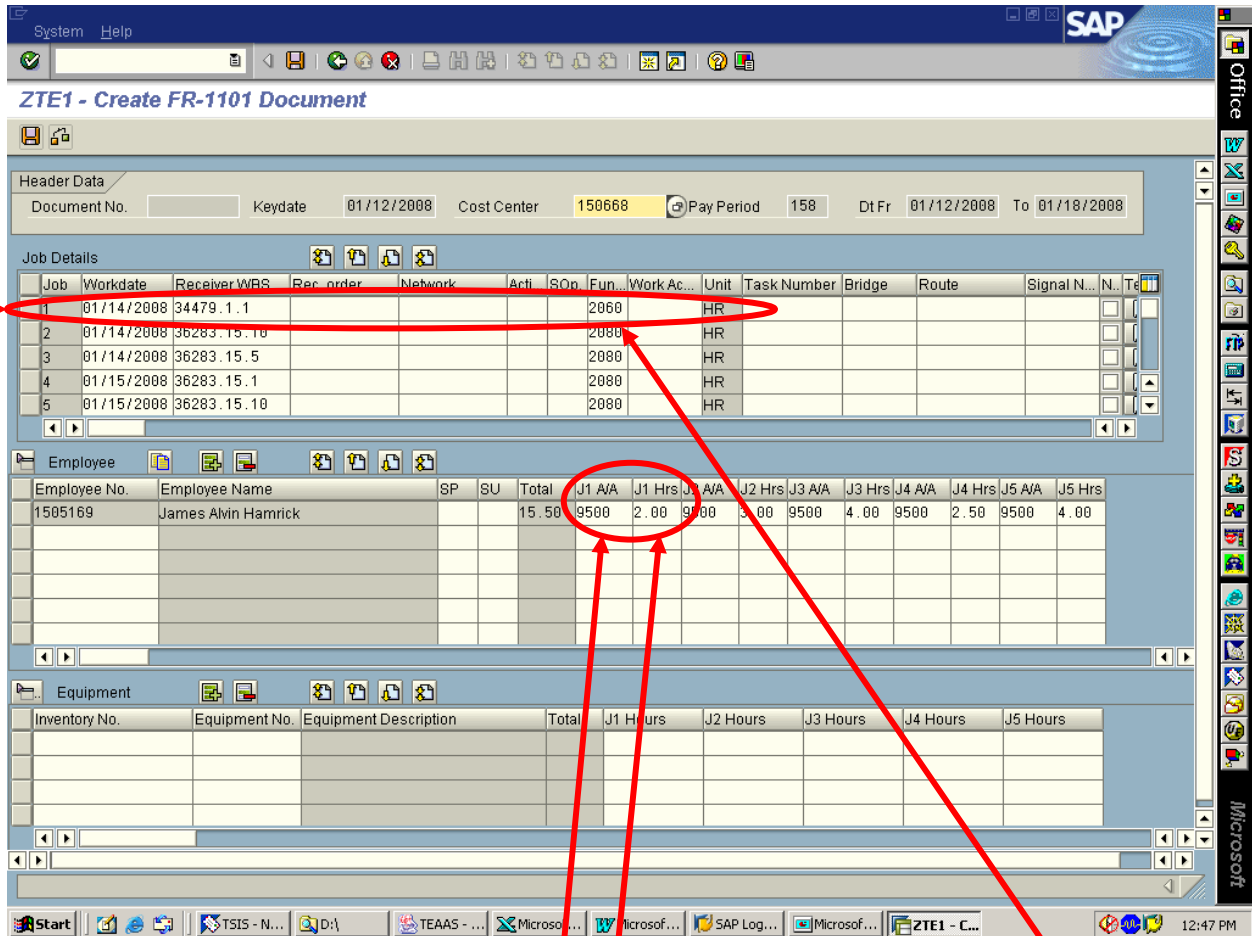 System Help
SAP
ZTE1 - Create FR-1101 Document
Header Data
Document No. Keydate 01/12/2008 Cost Center 150668 Pay Period 158 Dt Fr 01/12/2008 To 01/18/2008
Job Details
Job Workdate Receiver WBS Rec. order Network Acti SOp. Fun... Work Ac... Unit Task Number Bridge Route Signal N... N..
1 01/14/2008 34479.1.1 2060 HR
2 01/14/2008 36283.15.10 2080 HR
3 01/14/2008 36283.15.5 2080 HR
4 01/15/2008 36283.15.1 2080 HR
5 01/15/2008 36283.15.10 2080 HR
Employee
Employee No. Employee Name SP SU Total J1 A/A J1 Hrs J2 A/A J2 Hrs J3 A/A J3 Hrs J4 A/A J4 Hrs J5 A/A J5 Hrs
1505169 James Alvin Hamrick 15.50 9500 2.00 9500 3.00 9500 4.00 9500 2.50 9500 4.00
Equipment
Inventory No. Equipment No. Equipment Description Total J1 Hours J2 Hours J3 Hours J4 Hours J5 Hours
Start TSIS - N... D:\ TEAAS - ... Microsof... Microsof... SAP Log... Microsof... ZTE1 - C... 12:47 PM
Office
Microsoft